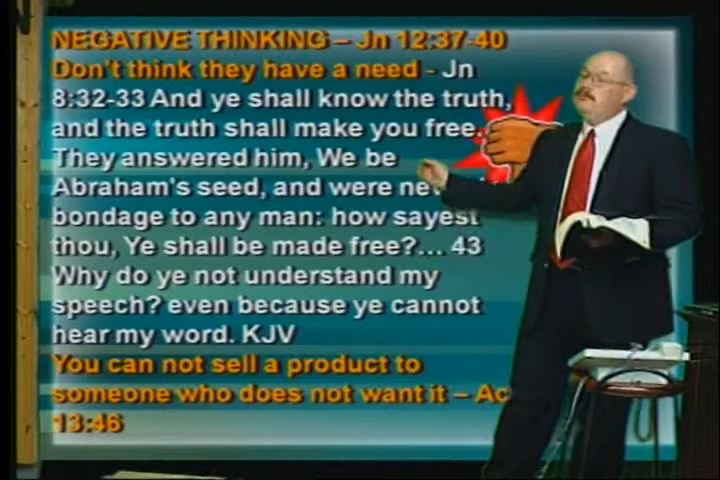 NEGATIVE THINKING – Jn 12:37-40
Don't think they have a need - Jn
8:32-33 And ye shall know the truth,
and the truth shall make you free.
They answered him, We be
Abraham's seed, and were
bondage to any man: how sayest
thou, Ye shall be made free?... 43
Why do ye not understand my
speech? even because ye cannot
hear my word. KJV
You can not sell a product to
someone who does not want it – Ac
13:46